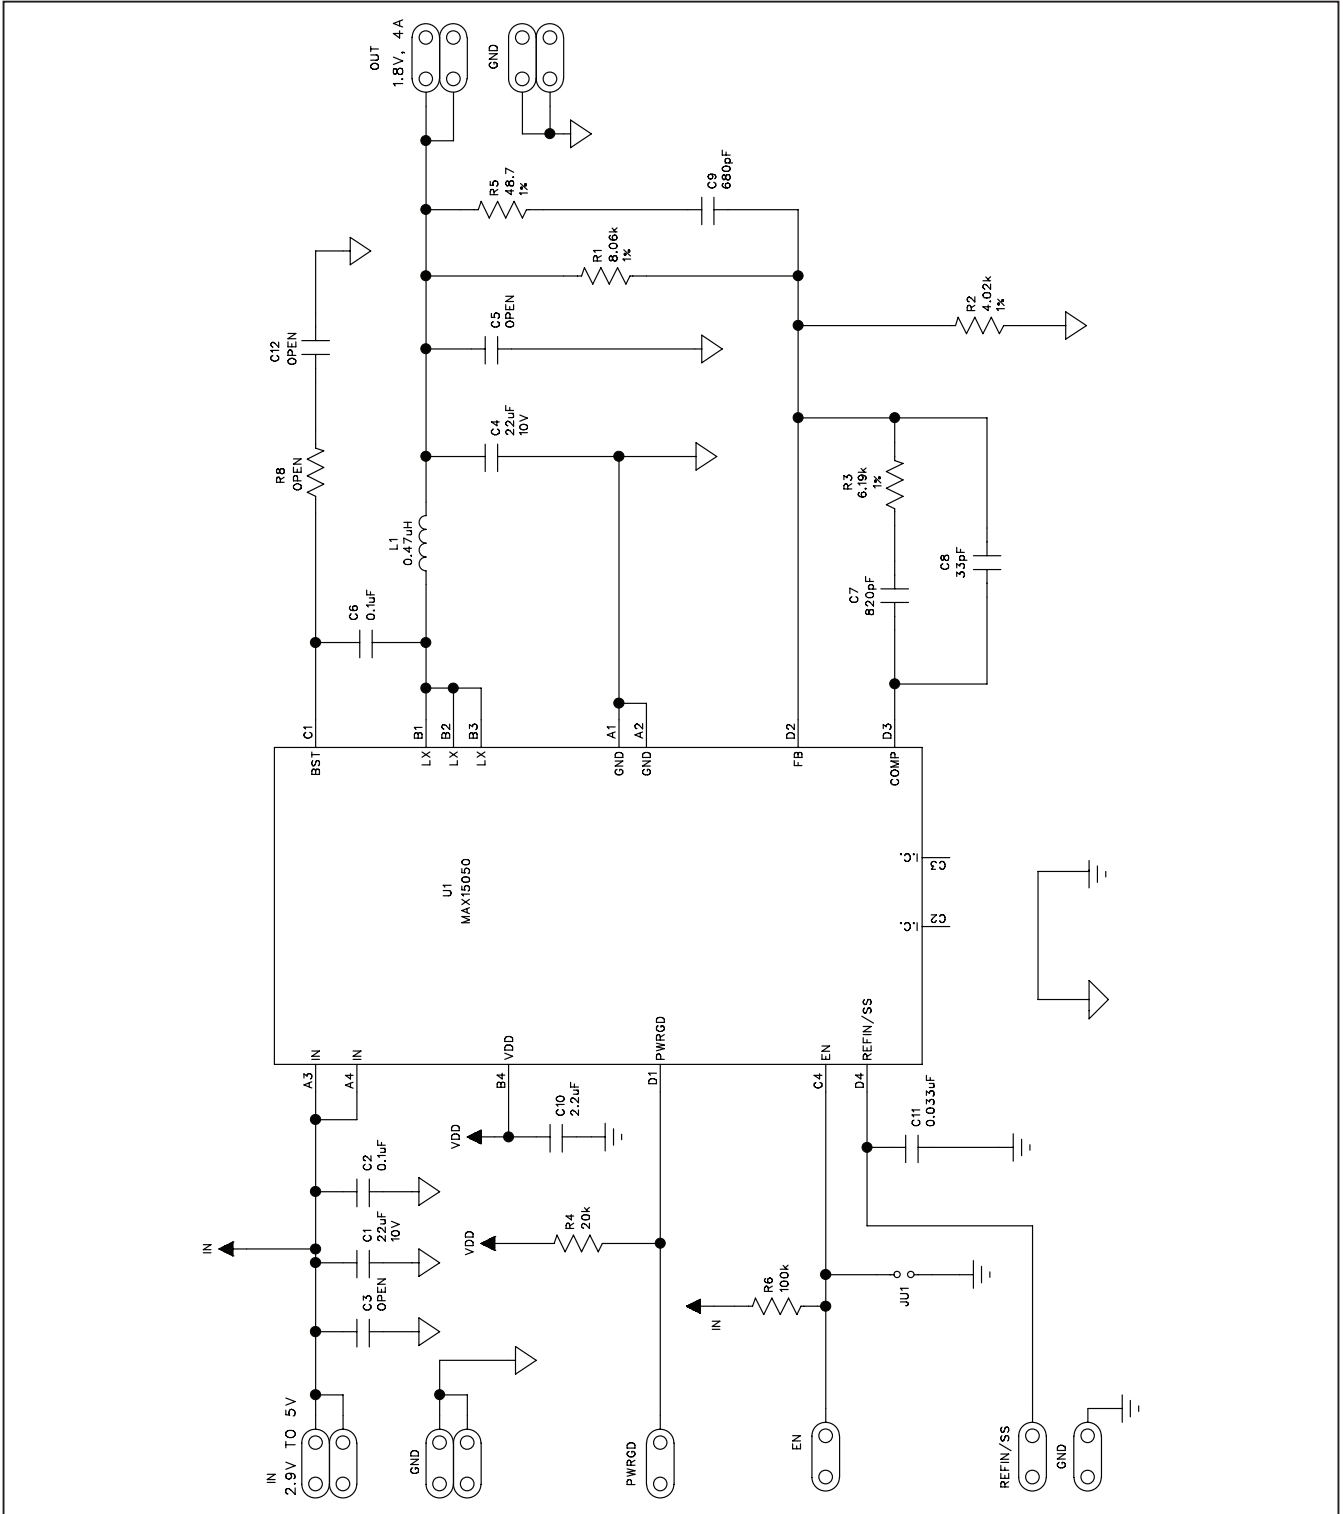 IN
2.9V TO 5V
GND
PWRGD
EN
REFIN/SS
GND
IN
C3
OPEN
C1
22uF
10V
C2
0.1uF
VDD
R4
20k
VDD
C10
2.2uF
IN
R6
100k
JU1
C11
0.033uF
A3
A4
B4
D1
C4
D4
IN
IN
VDD
PWRGD
EN
REFIN/SS
U1
MAX15050
I.C.
C2
I.C.
C3
BST
LX
LX
LX
GND
GND
FB
COMP
C1
B1
B2
B3
A1
A2
D2
D3
C6
0.1uF
L1
0.47uH
R8
OPEN
C12
OPEN
C4
22uF
10V
C5
OPEN
R1
8.06k
1%
R5
48.7
1%
C9
680pF
R2
4.02k
1%
R3
6.19k
1%
C7
820pF
C8
33pF
OUT
1.8V, 4A
GND